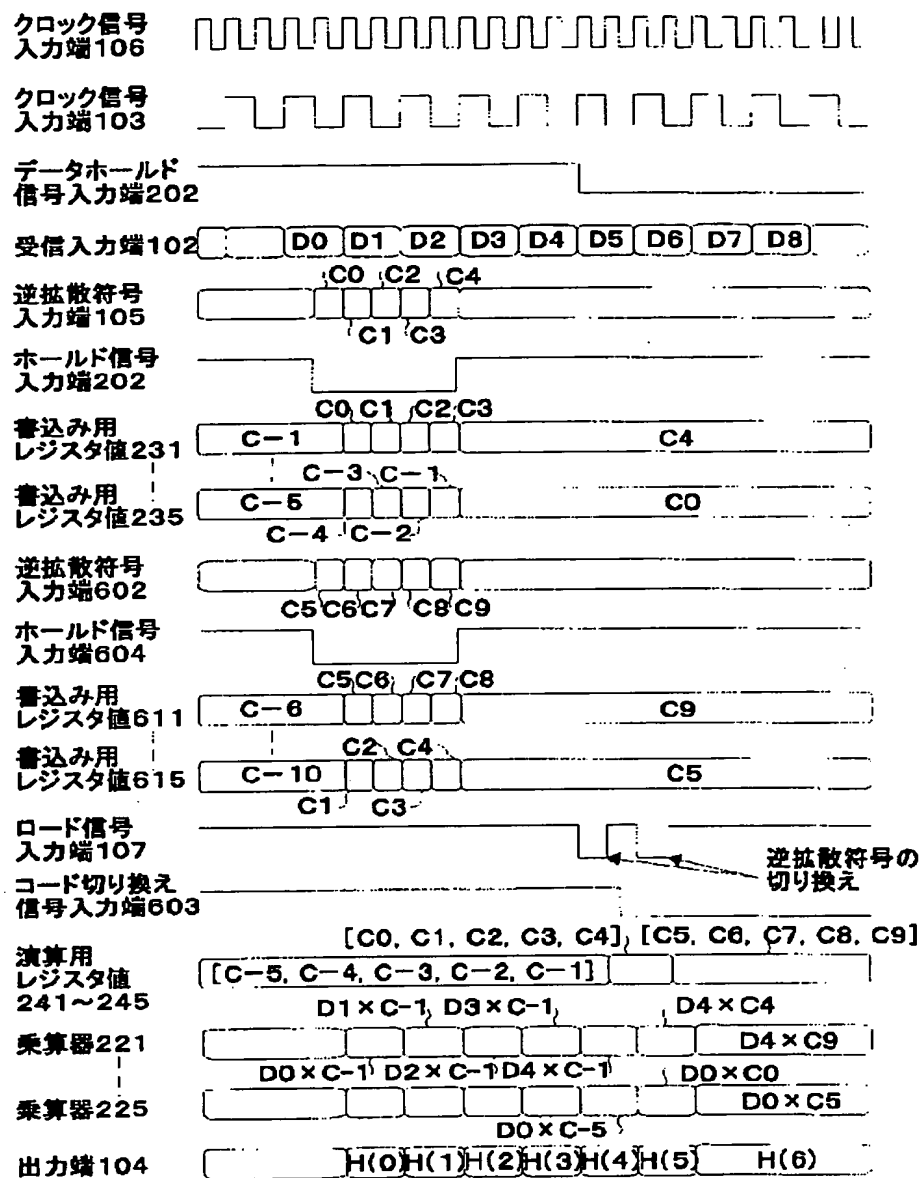 クロック信号
入力端106
クロック信号
入力端103
データホールド
信号入力端202
受信入力端102 D0 D1 D2 D3 D4 D5 D6 D7 D8
C0 C2 C4
逆拡散符号
入力端105
C1 C3
ホールド信号
入力端202
C0 C1 C2 C3
書込み用
レジスタ値231 C−1 C4
C−3 C−1
書込み用
レジスタ値235 C−5 C0
C−4 C−2
逆拡散符号
入力端602
C5 C6 C7 C8 C9
ホールド信号
入力端604
C5 C6 C7 C8
書込み用
レジスタ値611 C−6 C9
C2 C4
書込み用
レジスタ値615 C−10 C5
C1 C3
ロード信号
入力端107
逆拡散符号の
切り換え
コード切り換え
信号入力端603
[C0, C1, C2, C3, C4] [C5, C6, C7, C8, C9]
演算用
レジスタ値
241〜245
[C−5, C−4, C−3, C−2, C−1]
D1×C-1 D3×C-1 D4×C4
乗算器221 D4×C9
D0×C-1 D2×C-1 D4×C-1 D0×C0
乗算器225 D0×C5
D0×C-5
出力端104 H(0) H(1) H(2) H(3) H(4) H(5) H(6)